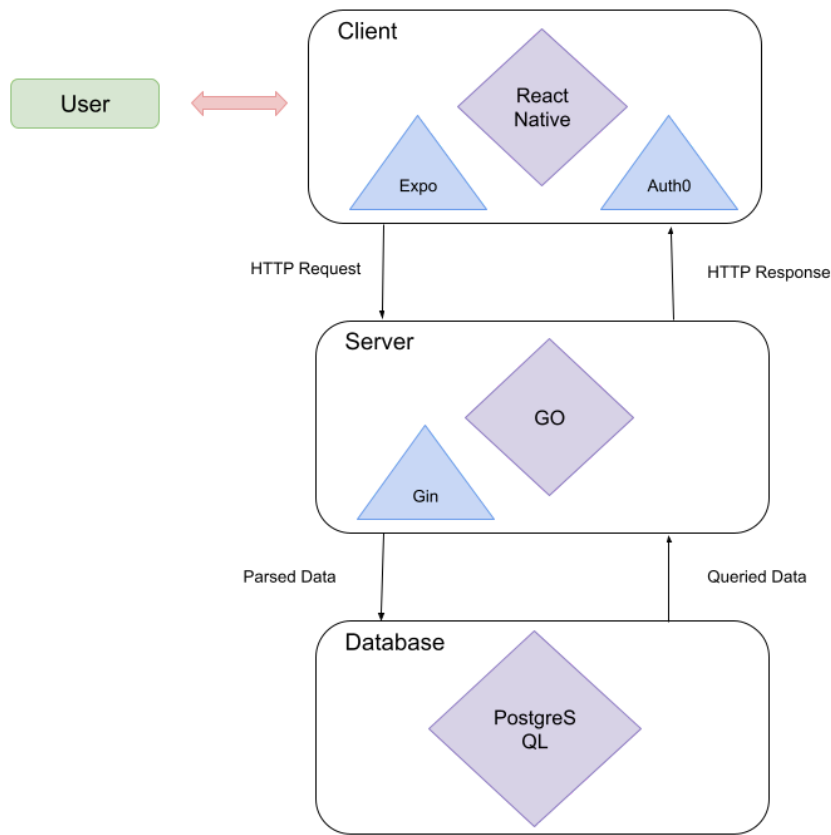 Client
User
React
Native
Expo
Auth0
HTTP Request
HTTP Response
Server
GO
Gin
Parsed Data
Queried Data
Database
PostgreS
QL